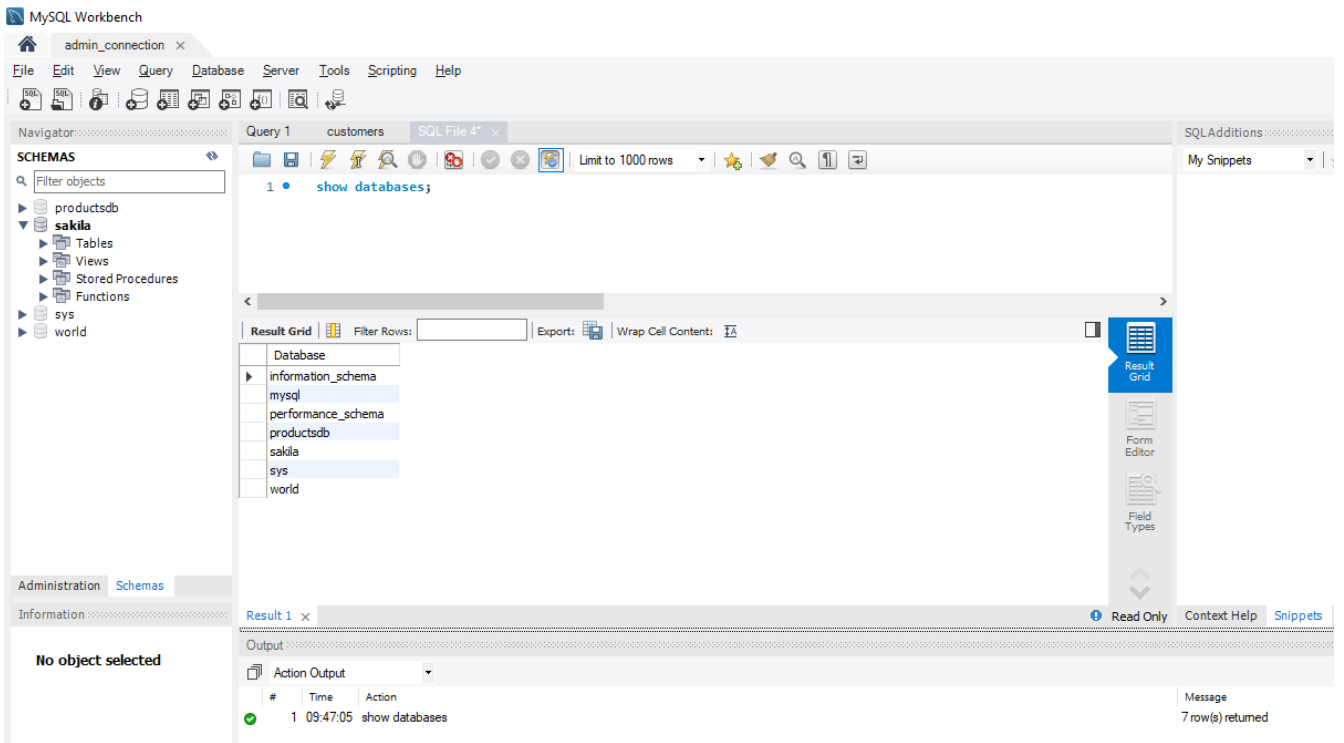 MySQL Workbench
admin_connection ×
File Edit View Query Database Server Tools Scripting Help
Navigator
SCHEMAS
Filter objects
productsdb
sakila
Tables
Views
Stored Procedures
Functions
sys
world
Administration Schemas
Information
No object selected
Query 1 customers SQL File 4* ×
Limit to 1000 rows
1 show databases;
Result Grid Filter Rows: Export: Wrap Cell Content:
Database
information_schema
mysql
performance_schema
productsdb
sakila
sys
world
Result
Grid
Form
Editor
Field
Types
Result 1 ×
Read Only
Output
Action Output
# Time Action Message
1 09:47:05 show databases 7 row(s) returned
SQLAdditions
My Snippets
Context Help Snippets